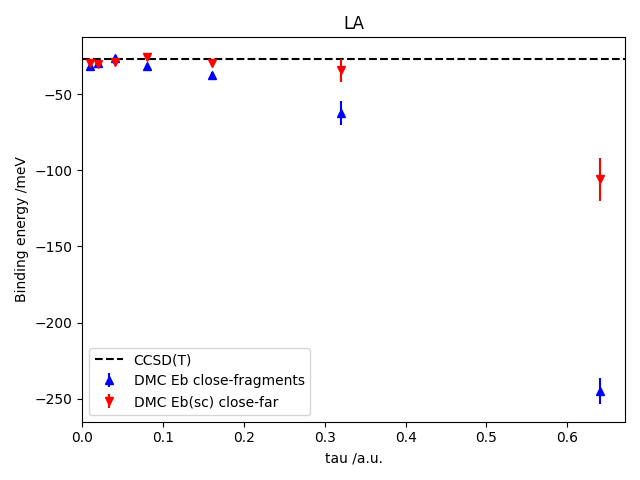 LA
Binding energy /meV
−50
−100
−150
−200
−250
CCSD(T)
DMC Eb close-fragments
DMC Eb(sc) close-far
0.0 0.1 0.2 0.3 0.4 0.5 0.6
tau /a.u.